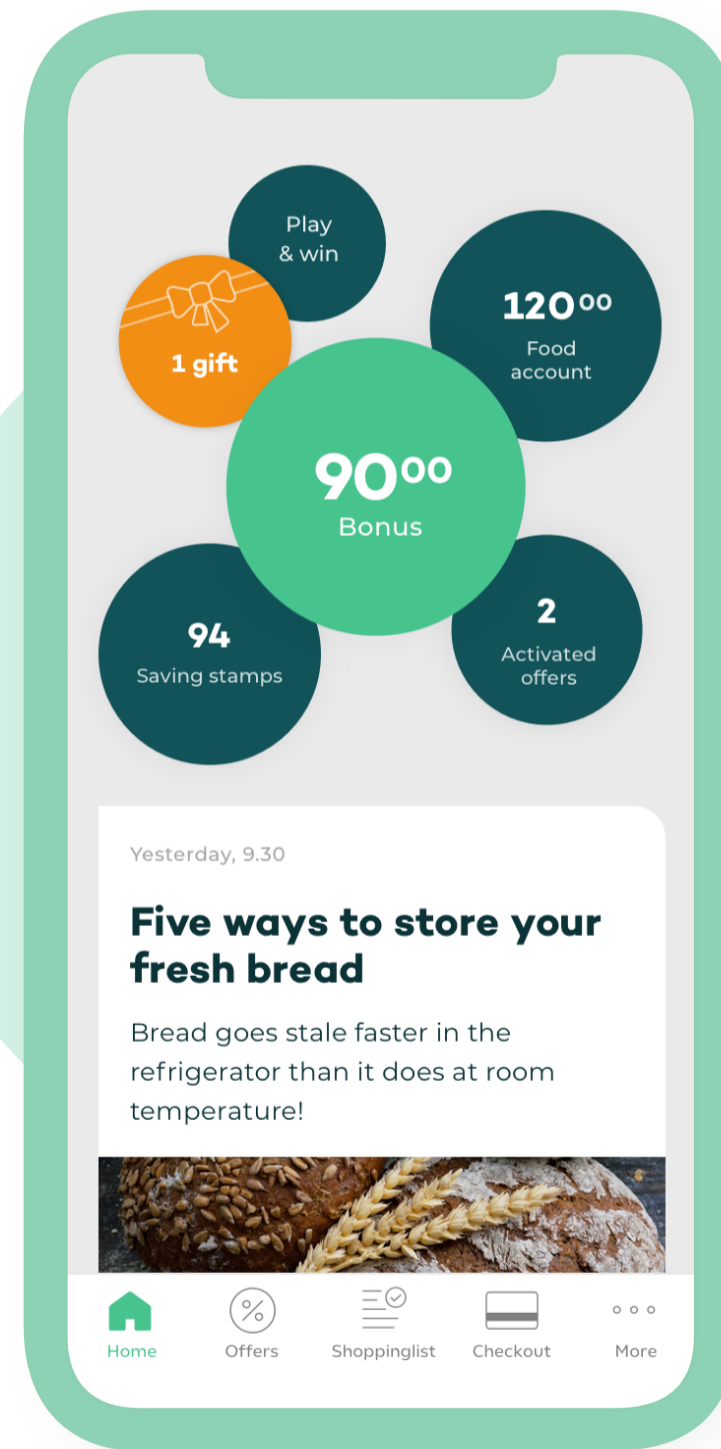 Play
& win
1 gift
120⁰⁰
Food
account
90⁰⁰
Bonus
94
Saving stamps
2
Activated
offers
Yesterday, 9.30
Five ways to store your
fresh bread
Bread goes stale faster in the
refrigerator than it does at room
temperature!
Home
Offers
Shoppinglist
Checkout
More